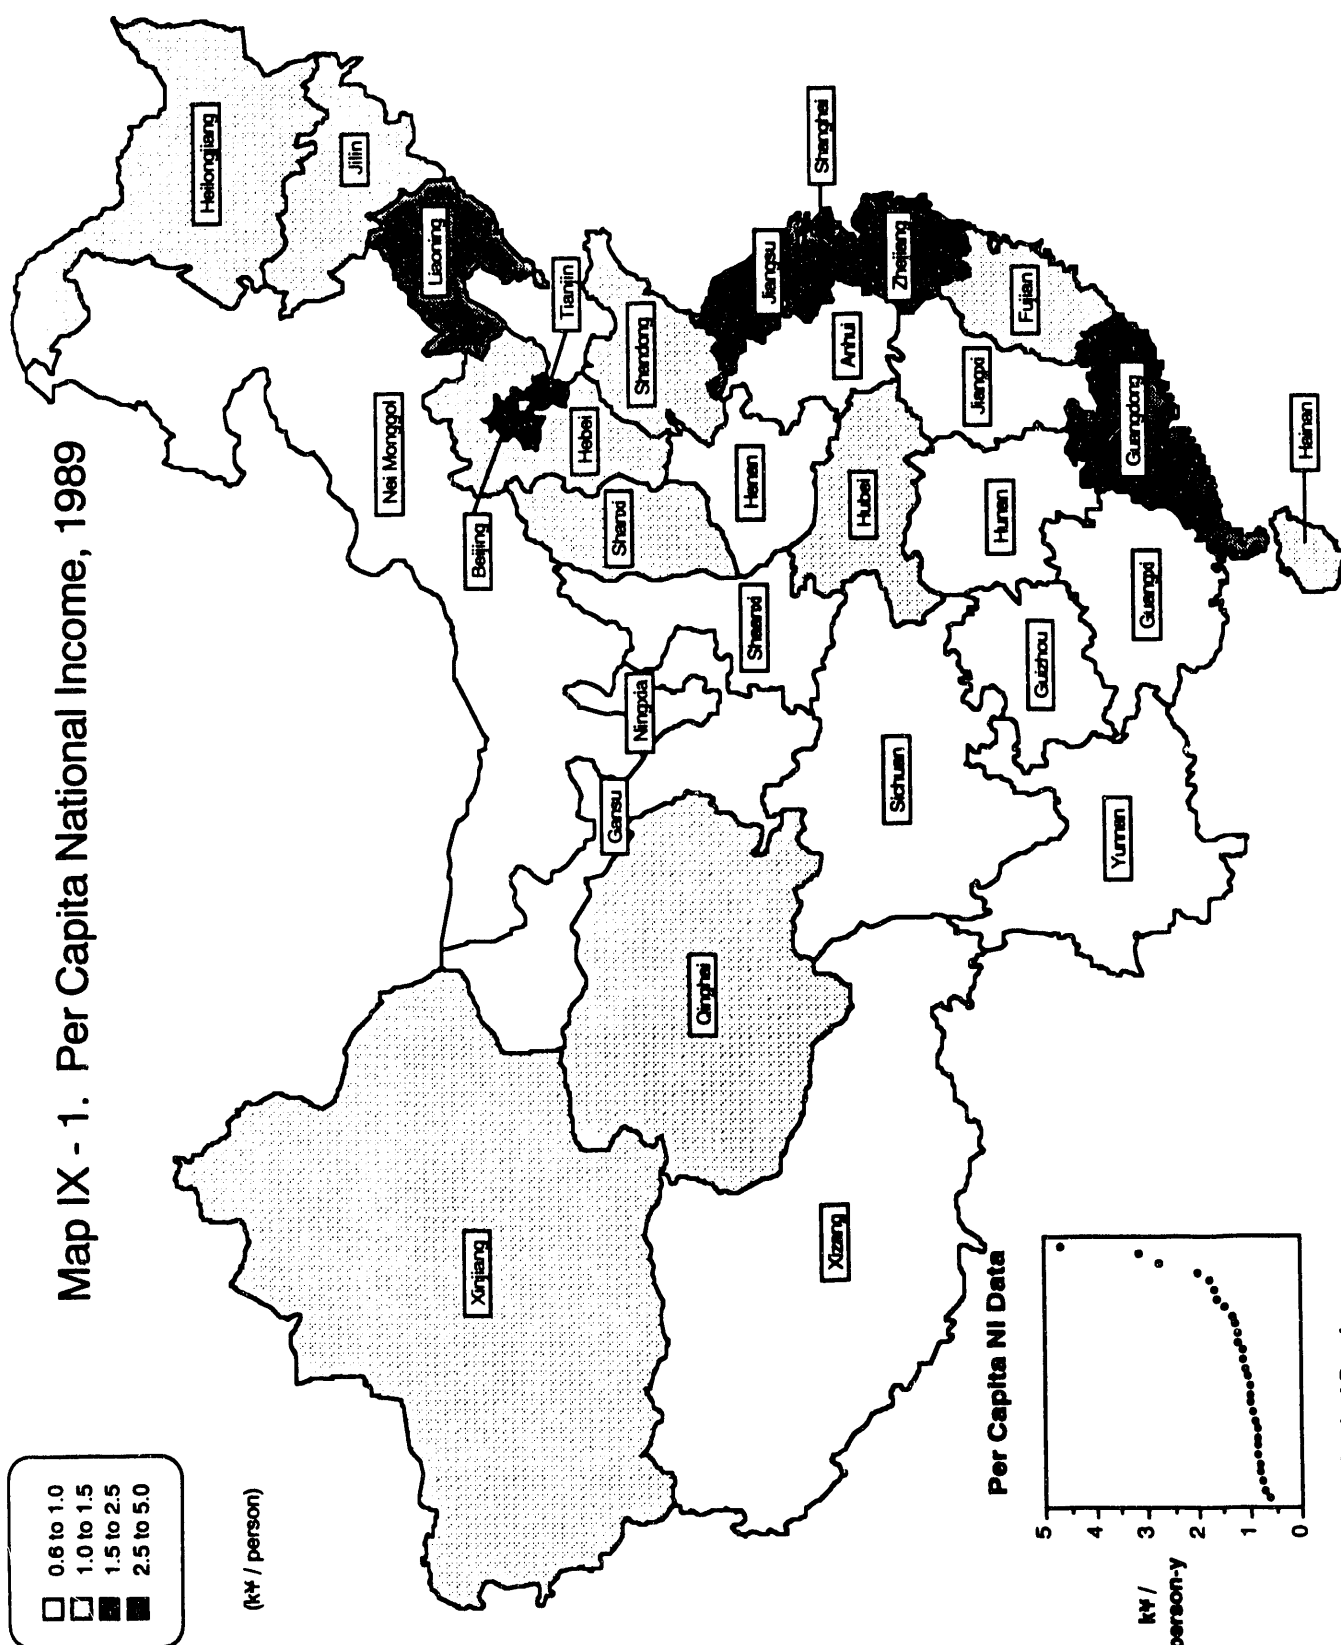 Map IX - 1. Per Capita National Income, 1989
0.6 to 1.0
1.0 to 1.5
1.5 to 2.5
2.5 to 5.0
(k¥ / person)
Heilongjiang
Jilin
Liaoning
Nei Monggol
Beijing
Tianjin
Hebei
Shanxi
Shandong
Jiangsu
Shanghai
Zhejiang
Anhui
Henan
Hubei
Shaanxi
Ningxia
Gansu
Qinghai
Xinjiang
Xizang
Sichuan
Yunnan
Guizhou
Guangxi
Hunan
Jiangxi
Fujian
Guangdong
Hainan
Per Capita NI Data
k¥ /
person-y
5
4
3
2
1
0